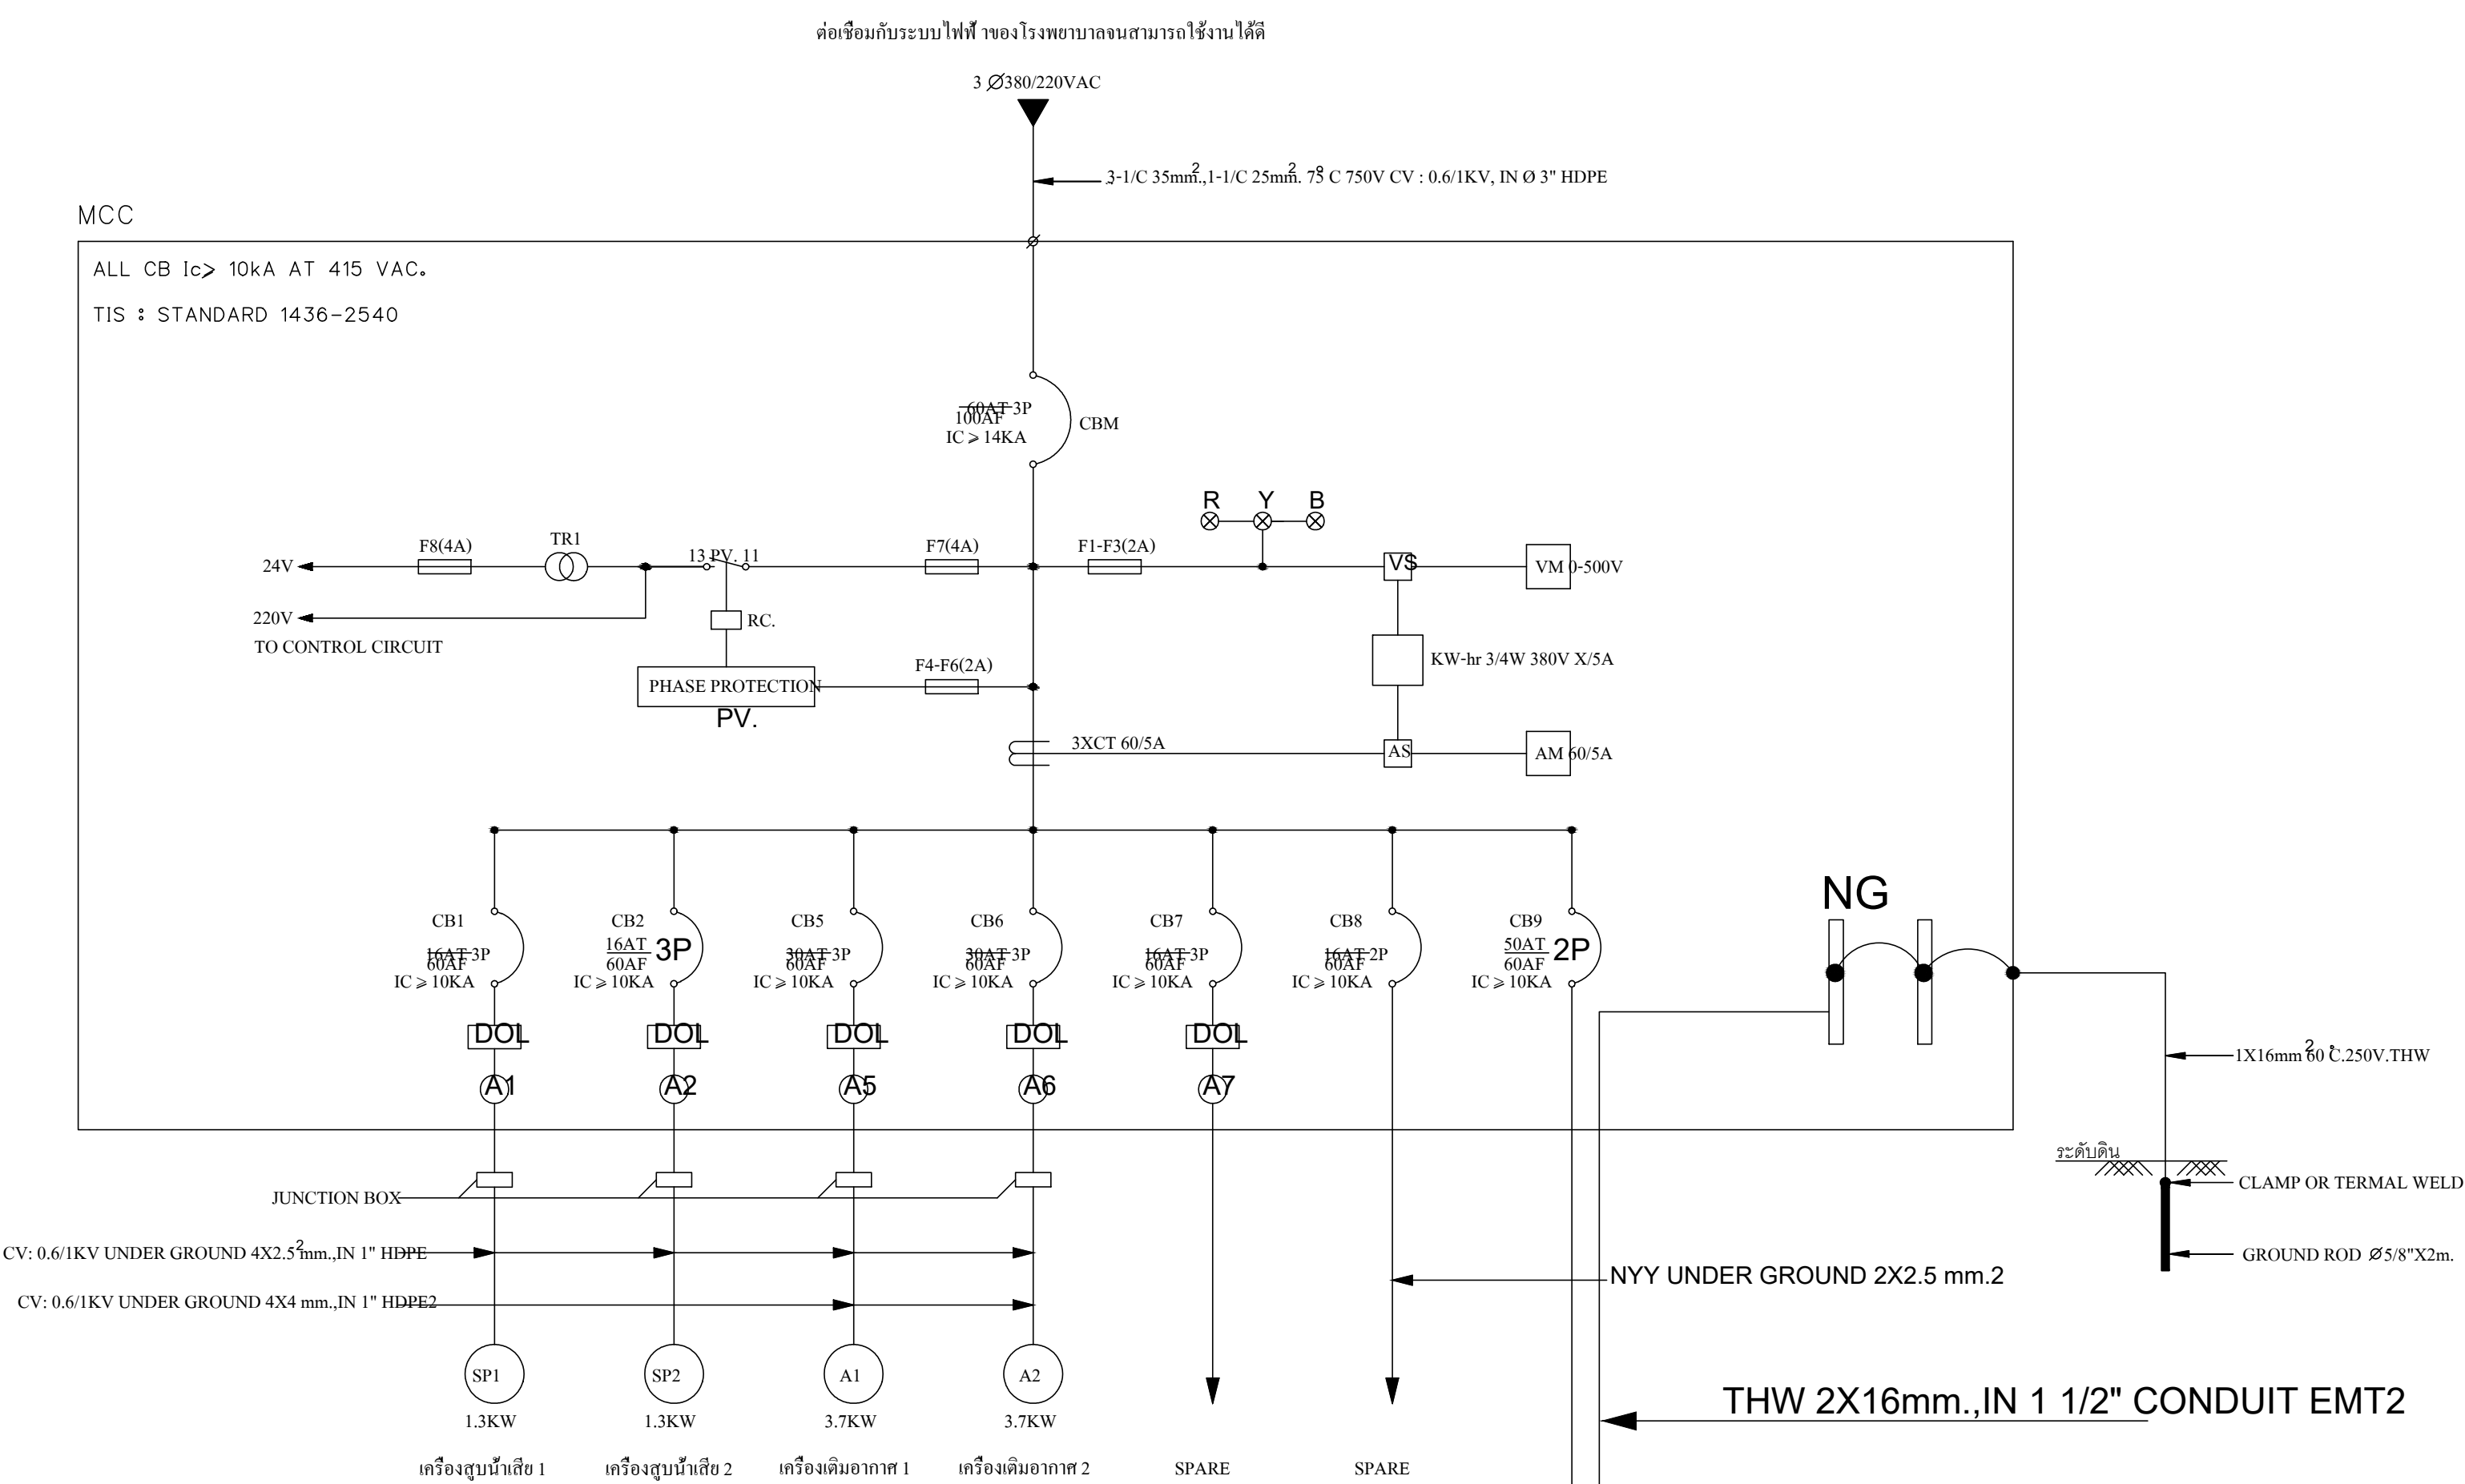 ต่อเชื่อมกับระบบไฟฟ้าของโรงพยาบาลจนสามารถใช้งานได้ดี
3 Ø380/220VAC
3-1/C 35mm².,1-1/C 25mm². 75°C 750V CV : 0.6/1KV, IN Ø 3" HDPE
MCC
ALL CB Ic> 10kA AT 415 VAC.
TIS : STANDARD 1436-2540
60AT 3P
100AF
IC ⩾ 14KA
CBM
R Y B
F8(4A)
TR1
13 PV. 11
F7(4A)
F1-F3(2A)
24V
VS
VM 0-500V
220V
RC.
TO CONTROL CIRCUIT
F4-F6(2A)
KW-hr 3/4W 380V X/5A
PHASE PROTECTION
PV.
3XCT 60/5A
AS
AM 60/5A
NG
CB1 CB2 CB5 CB6 CB7 CB8 CB9
16AT 3P 16AT 3P 30AT 3P 30AT 3P 16AT 3P 16AT 2P 50AT 2P
60AF 60AF 60AF 60AF 60AF 60AF 60AF
IC ⩾ 10KA IC ⩾ 10KA IC ⩾ 10KA IC ⩾ 10KA IC ⩾ 10KA IC ⩾ 10KA IC ⩾ 10KA
DOL DOL DOL DOL DOL
1X16mm² 60°C.250V.THW
A1 A2 A5 A6 A7
ระดับดิน
CLAMP OR TERMAL WELD
JUNCTION BOX
CV: 0.6/1KV UNDER GROUND 4X2.5²mm.,IN 1" HDPE
GROUND ROD Ø5/8"X2m.
NYY UNDER GROUND 2X2.5 mm.2
CV: 0.6/1KV UNDER GROUND 4X4 mm.,IN 1" HDPE2
SP1 SP2 A1 A2
THW 2X16mm.,IN 1 1/2" CONDUIT EMT2
1.3KW 1.3KW 3.7KW 3.7KW
เครื่องสูบน้ำเสีย 1 เครื่องสูบน้ำเสีย 2 เครื่องเติมอากาศ 1 เครื่องเติมอากาศ 2 SPARE SPARE